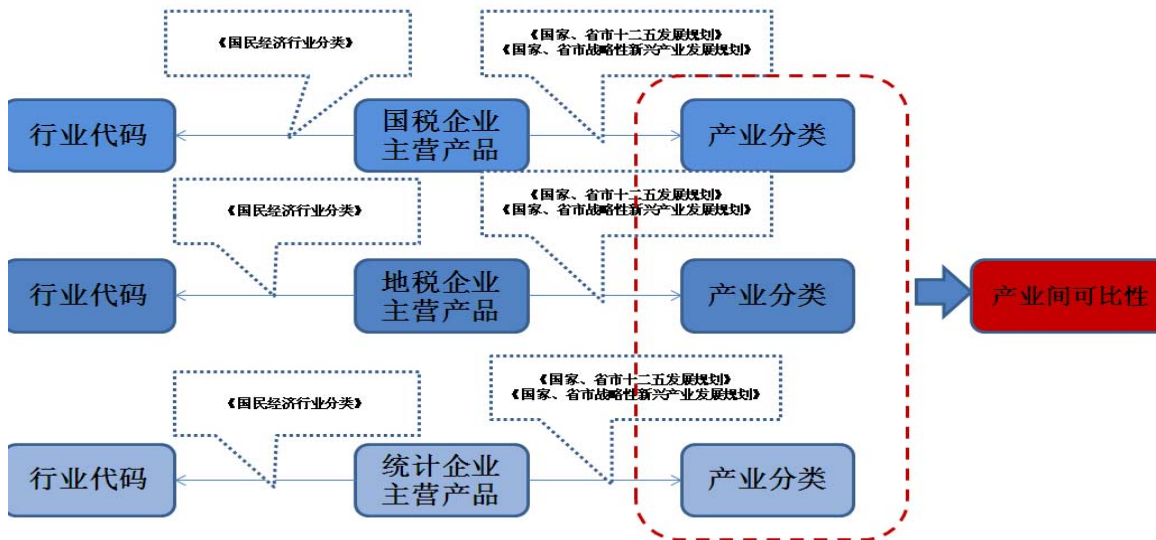 《国民经济行业分类》
《国家、省市十二五发展规划》
《国家、省市战略性新兴产业发展规划》
行业代码
国税企业
主营产品
产业分类
《国民经济行业分类》
《国家、省市十二五发展规划》
《国家、省市战略性新兴产业发展规划》
行业代码
地税企业
主营产品
产业分类
产业间可比性
《国民经济行业分类》
《国家、省市十二五发展规划》
《国家、省市战略性新兴产业发展规划》
行业代码
统计企业
主营产品
产业分类